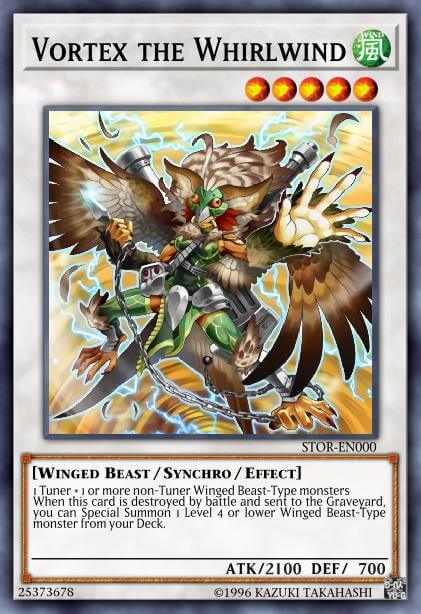 VORTEX THE WHIRLWIND
WIND
風
STOR-EN000
[WINGED BEAST / SYNCHRO / EFFECT]
1 Tuner + 1 or more non-Tuner Winged Beast-Type monsters
When this card is destroyed by battle and sent to the Graveyard,
you can Special Summon 1 Level 4 or lower Winged Beast-Type
monster from your Deck.
ATK/2100 DEF/ 700
25373678
©1996 KAZUKI TAKAHASHI